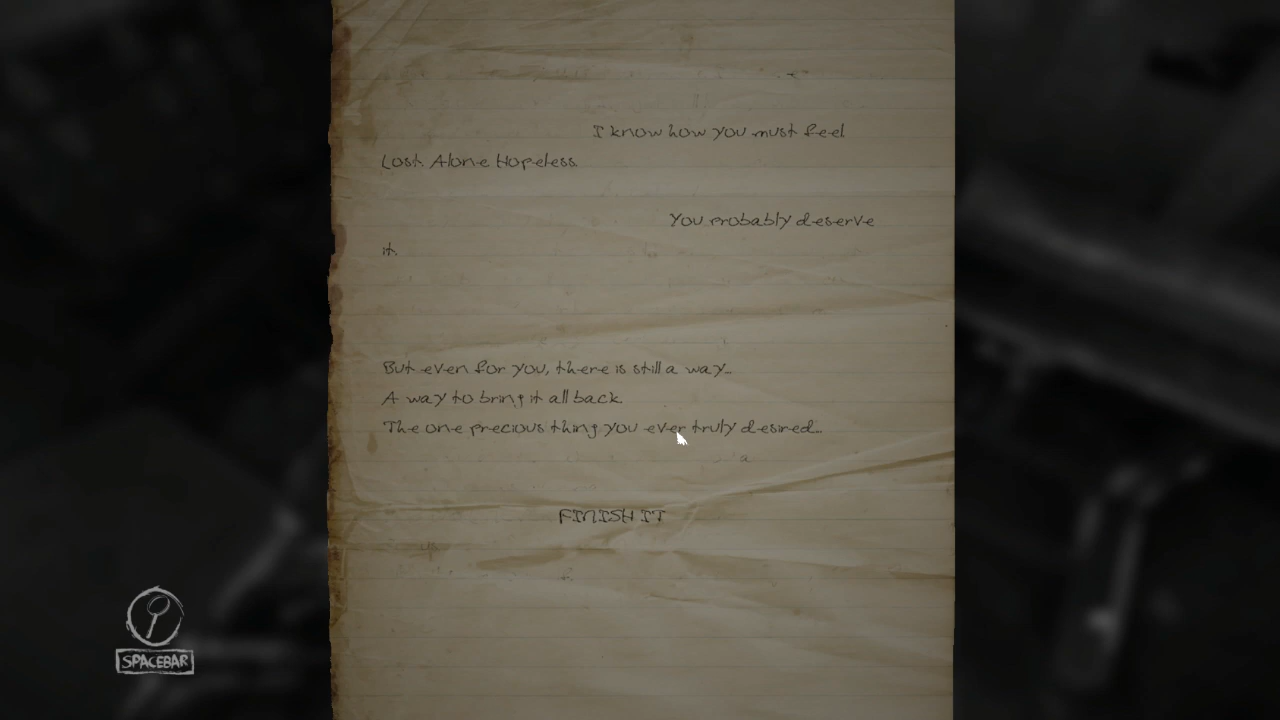 I know how you must feel
Lost. Alone Hopeless.
You probably deserve
it.
But even for you, there is still a way...
A way to bring it all back.
The one precious thing you ever truly desired...
FINISH IT
SPACEBAR